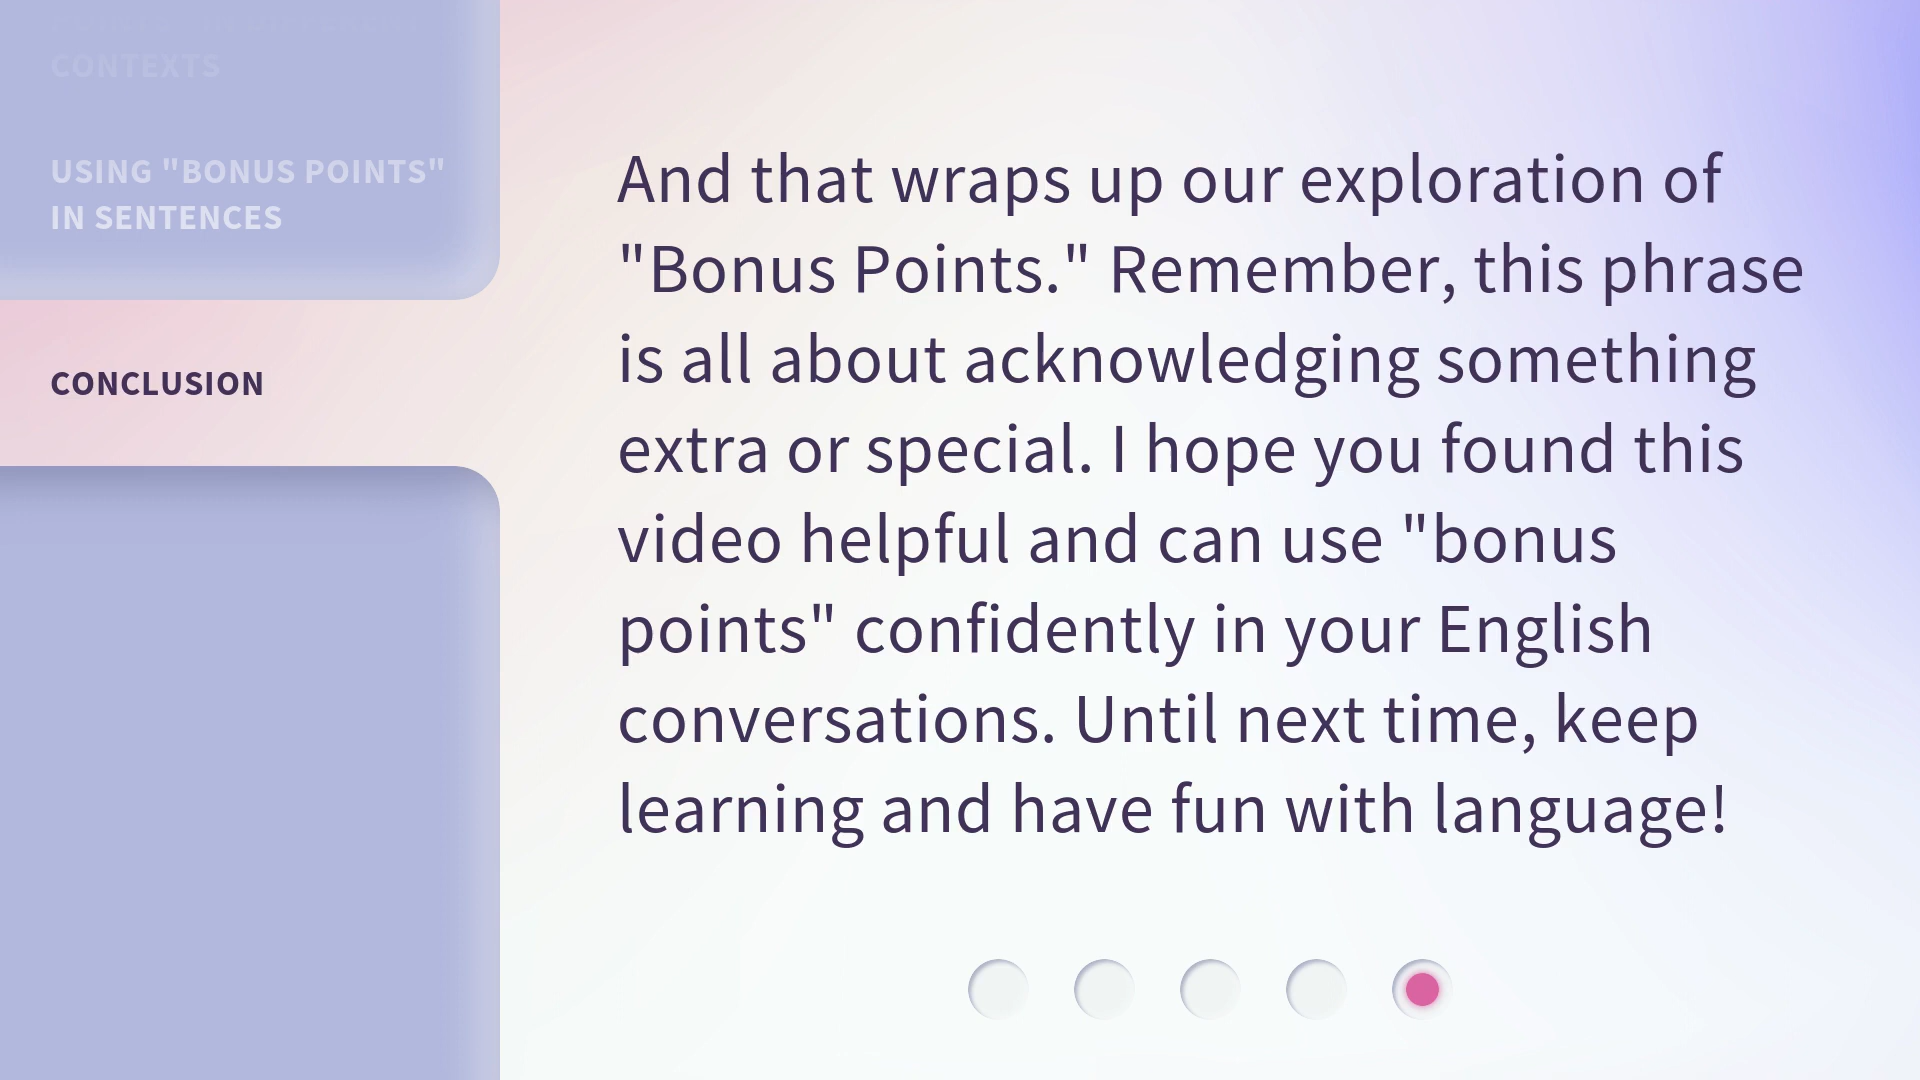 CONTEXTS
USING "BONUS POINTS"
IN SENTENCES
CONCLUSION
And that wraps up our exploration of
"Bonus Points." Remember, this phrase
is all about acknowledging something
extra or special. I hope you found this
video helpful and can use "bonus
points" confidently in your English
conversations. Until next time, keep
learning and have fun with language!